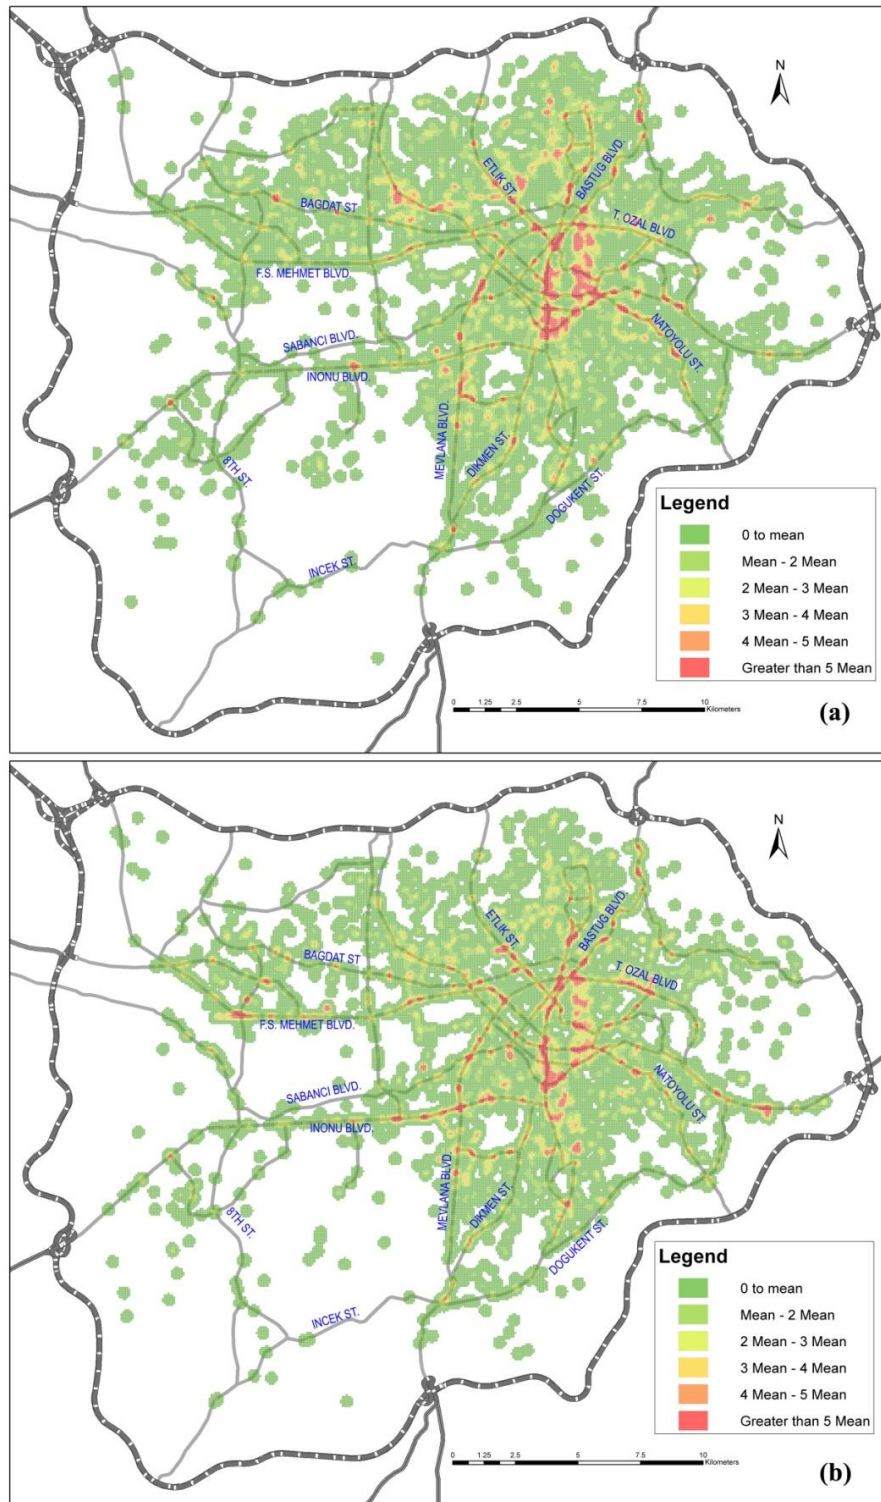 N
ETLIK ST.
BASTUG BLVD.
BAGDAT ST
T. OZAL BLVD
F.S. MEHMET BLVD.
NATOYOLU ST.
SABANCI BLVD.
INONU BLVD.
MEVLANA BLVD.
DIKMEN ST.
8TH ST.
DOGUKENT ST.
INCEK ST.
Legend
0 to mean
Mean - 2 Mean
2 Mean - 3 Mean
3 Mean - 4 Mean
4 Mean - 5 Mean
Greater than 5 Mean
0 1.25 2.5 5 7.5 10
Kilometers
(a)
N
ETLIK ST.
BASTUG BLVD.
BAGDAT ST
T. OZAL BLVD
F.S. MEHMET BLVD.
NATOYOLU ST.
SABANCI BLVD.
INONU BLVD.
MEVLANA BLVD.
DIKMEN ST.
8TH ST.
DOGUKENT ST.
INCEK ST.
Legend
0 to mean
Mean - 2 Mean
2 Mean - 3 Mean
3 Mean - 4 Mean
4 Mean - 5 Mean
Greater than 5 Mean
0 1.25 2.5 5 7.5 10
Kilometers
(b)